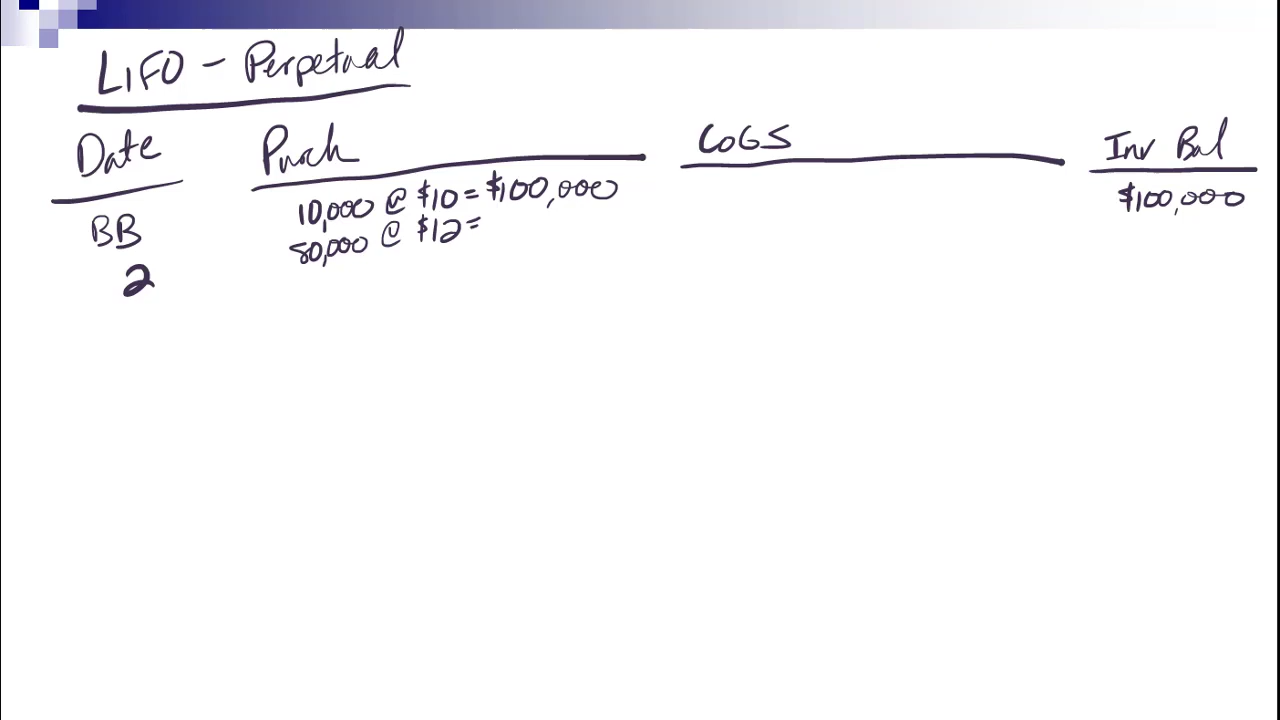 LIFO - Perpetual
Date Purch COGS Inv Bal
BB 10,000 @ $10 = $100,000 $100,000
2 80,000 @ $12 =